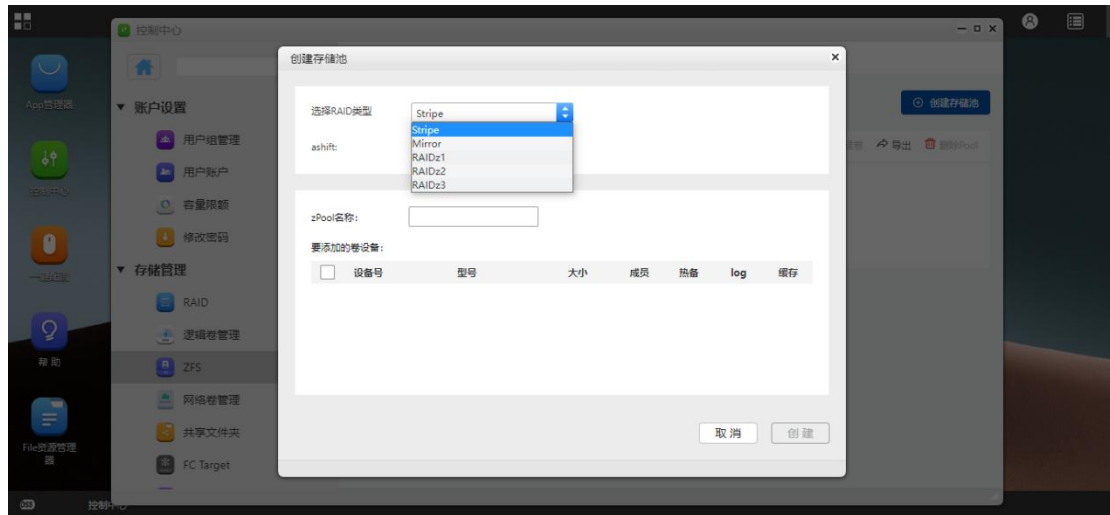 控制中心
创建存储池
App管理器
控制中心
帮 助
File资源管理
器
账户设置
用户组管理
用户账户
容量限额
修改密码
存储管理
RAID
逻辑卷管理
ZFS
网络卷管理
共享文件夹
FC Target
创建存储池
导出
删除Pool
选择RAID类型
Stripe
Stripe
Mirror
RAIDz1
RAIDz2
RAIDz3
ashift:
zPool名称:
要添加的卷设备:
设备号 型号 大小 成员 热备 log 缓存
取 消
创 建
控制中心